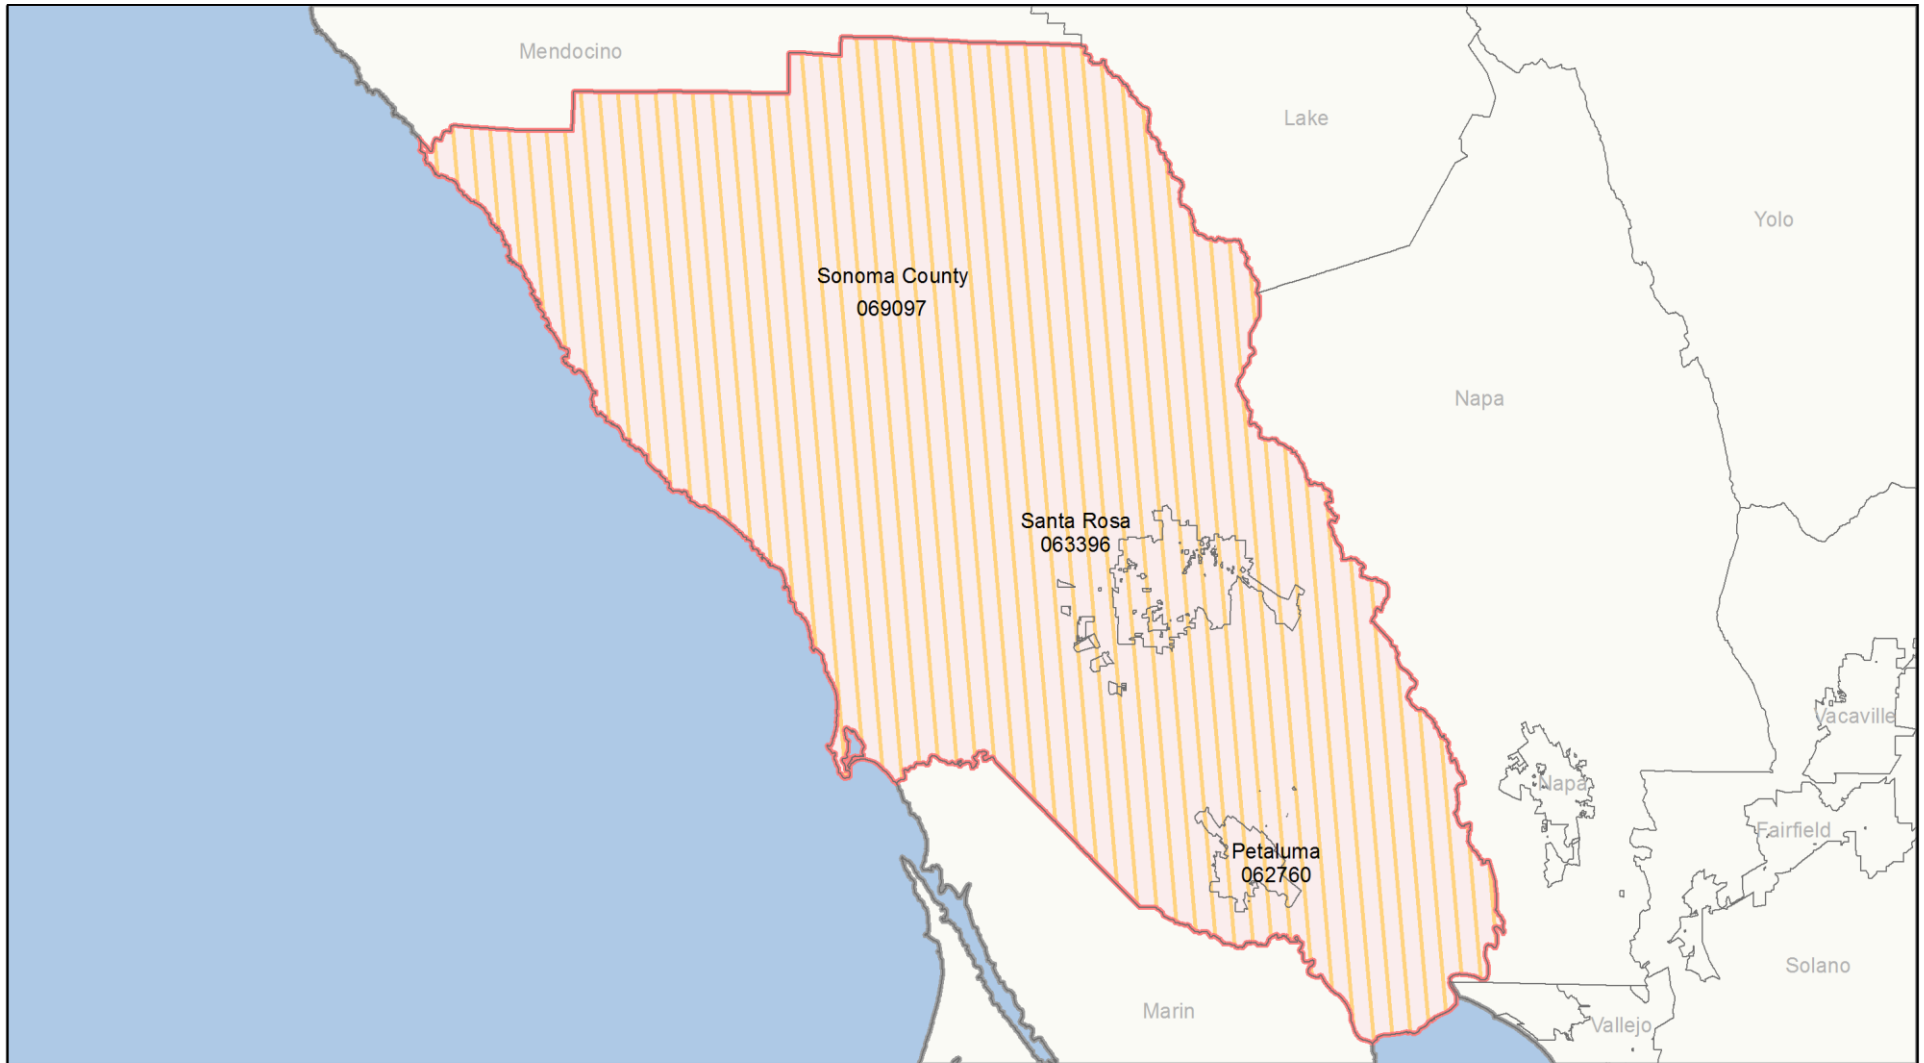 Mendocino
Lake
Yolo
Sonoma County
069097
Napa
Santa Rosa
063396
Vacaville
Napa
Fairfield
Petaluma
062760
Solano
Marin
Vallejo